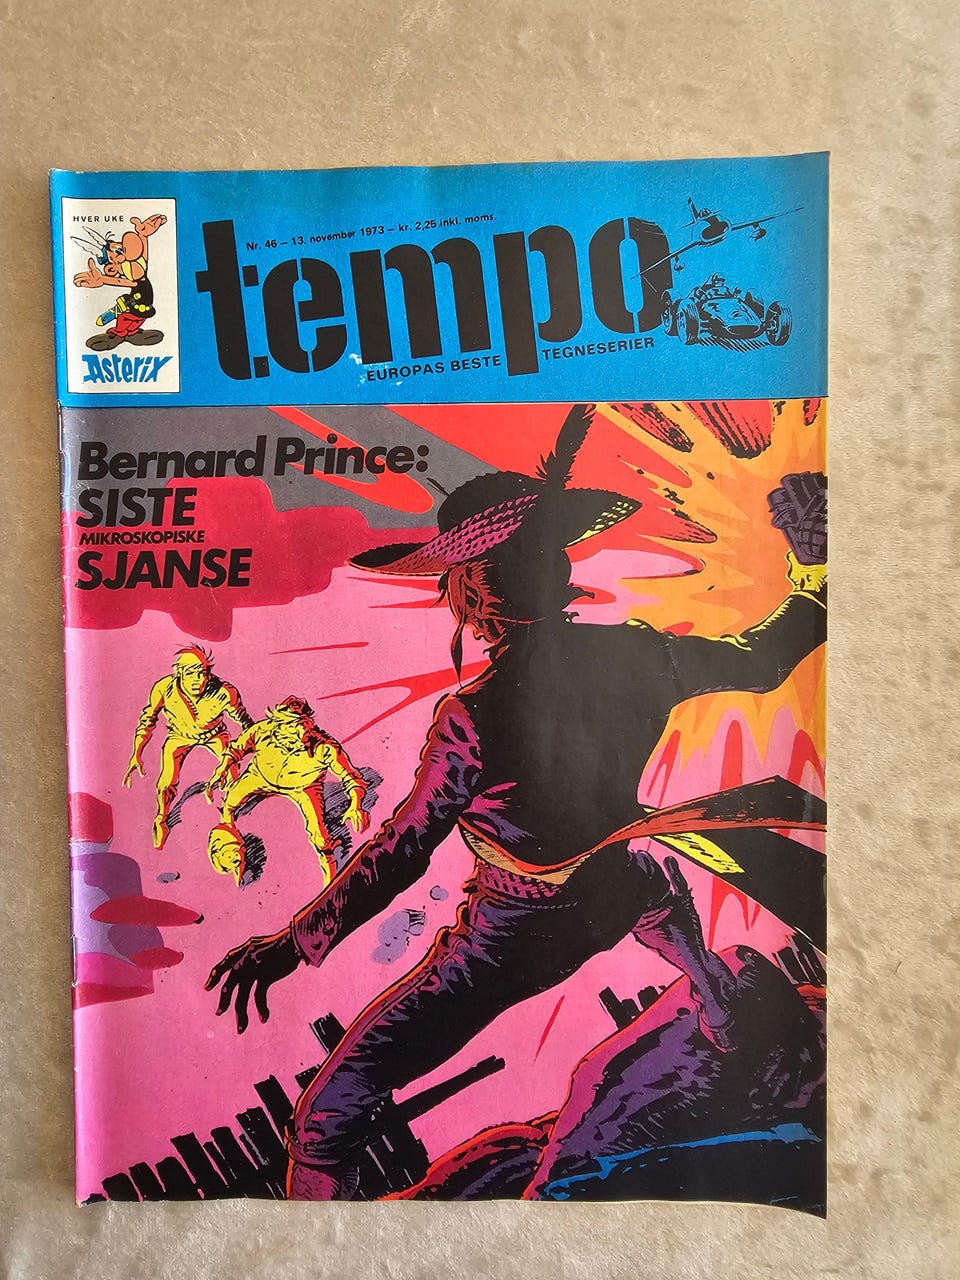 HVER UKE
Asterix
Nr. 46 – 13. november 1973 – kr. 2,25 inkl. moms.
tempo
EUROPAS BESTE TEGNESERIER
Bernard Prince:
SISTE
MIKROSKOPISKE
SJANSE